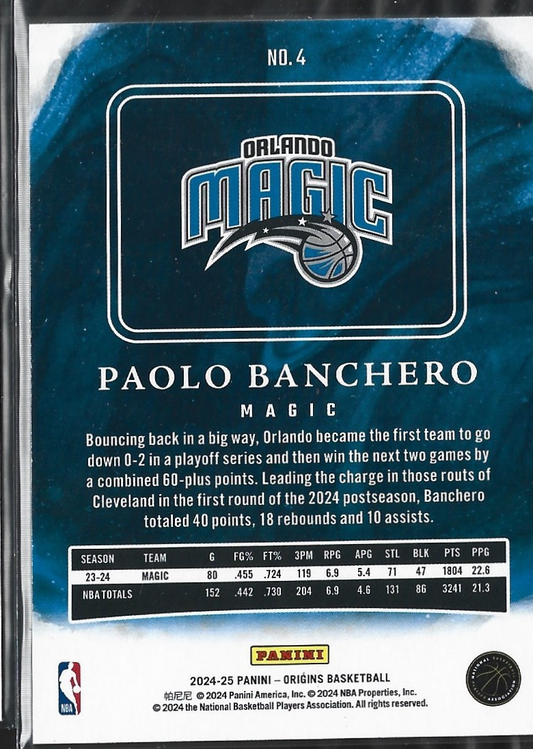 NO. 4
ORLANDO
MAGIC
PAOLO BANCHERO
MAGIC
Bouncing back in a big way, Orlando became the first team to go
down 0-2 in a playoff series and then win the next two games by
a combined 60-plus points. Leading the charge in those routs of
Cleveland in the first round of the 2024 postseason, Banchero
totaled 40 points, 18 rebounds and 10 assists.
SEASON TEAM G FG% FT% 3PM RPG APG STL BLK PTS PPG
23-24 MAGIC 80 .455 .724 119 6.9 5.4 71 47 1804 22.6
NBA TOTALS 152 .442 .730 204 6.9 4.6 131 86 3241 21.3
PANINI
2024-25 PANINI – ORIGINS BASKETBALL
帕尼尼 © 2024 Panini America, Inc. © 2024 NBA Properties, Inc.
© 2024 the National Basketball Players Association. All rights reserved.
NBA
NATIONAL BASKETBALL